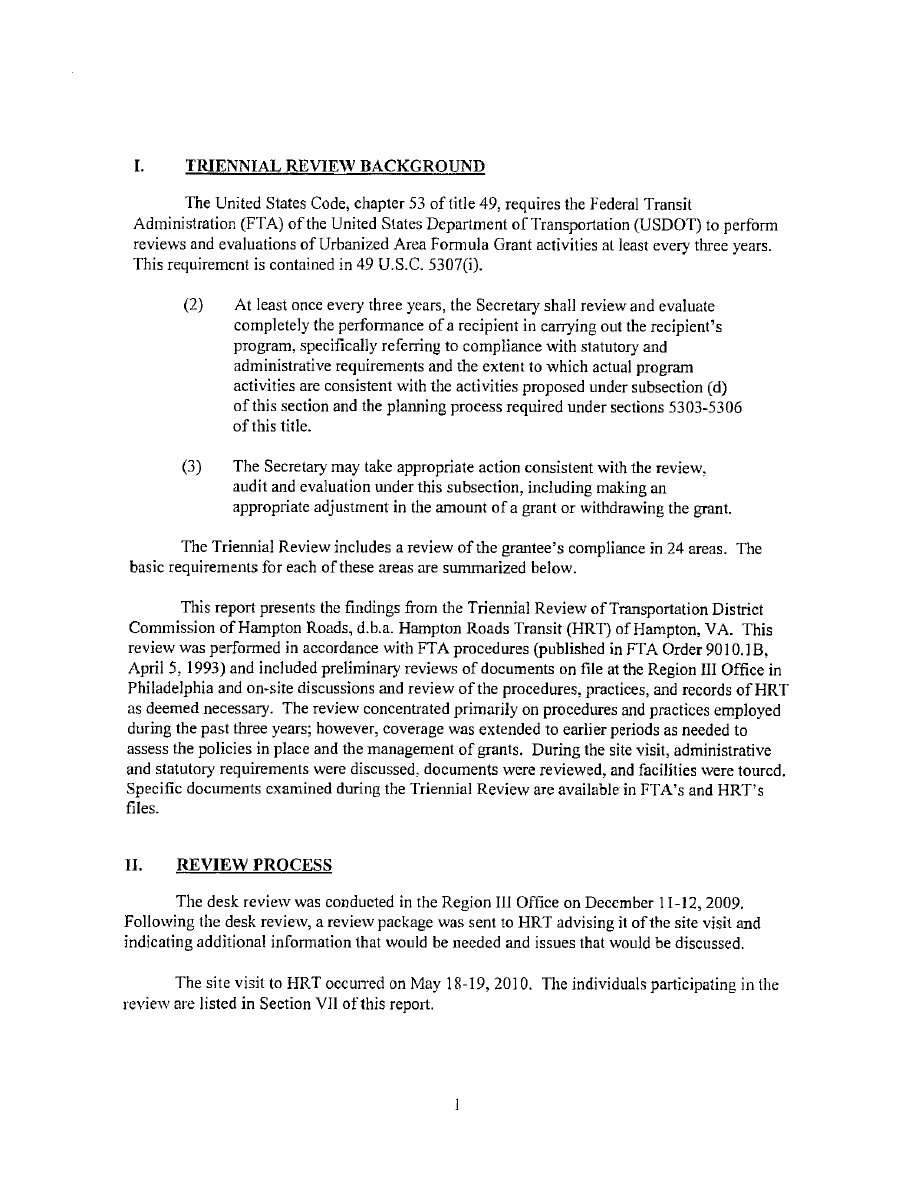 I. TRIENNIAL REVIEW BACKGROUND
The United States Code, chapter 53 of title 49, requires the Federal Transit
Administration (FTA) of the United States Department of Transportation (USDOT) to perform
reviews and evaluations of Urbanized Area Formula Grant activities at least every three years.
This requirement is contained in 49 U.S.C. 5307(i).
(2) At least once every three years, the Secretary shall review and evaluate
completely the performance of a recipient in carrying out the recipient's
program, specifically referring to compliance with statutory and
administrative requirements and the extent to which actual program
activities are consistent with the activities proposed under subsection (d)
of this section and the planning process required under sections 5303-5306
of this title.
(3) The Secretary may take appropriate action consistent with the review,
audit and evaluation under this subsection, including making an
appropriate adjustment in the amount of a grant or withdrawing the grant.
The Triennial Review includes a review of the grantee's compliance in 24 areas. The
basic requirements for each of these areas are summarized below.
This report presents the findings from the Triennial Review of Transportation District
Commission of Hampton Roads, d.b.a. Hampton Roads Transit (HRT) of Hampton, VA. This
review was performed in accordance with FTA procedures (published in FTA Order 9010.1B,
April 5, 1993) and included preliminary reviews of documents on file at the Region III Office in
Philadelphia and on-site discussions and review of the procedures, practices, and records of HRT
as deemed necessary. The review concentrated primarily on procedures and practices employed
during the past three years; however, coverage was extended to earlier periods as needed to
assess the policies in place and the management of grants. During the site visit, administrative
and statutory requirements were discussed, documents were reviewed, and facilities were toured.
Specific documents examined during the Triennial Review are available in FTA's and HRT's
files.
II. REVIEW PROCESS
The desk review was conducted in the Region III Office on December 11-12, 2009.
Following the desk review, a review package was sent to HRT advising it of the site visit and
indicating additional information that would be needed and issues that would be discussed.
The site visit to HRT occurred on May 18-19, 2010. The individuals participating in the
review are listed in Section VII of this report.
1